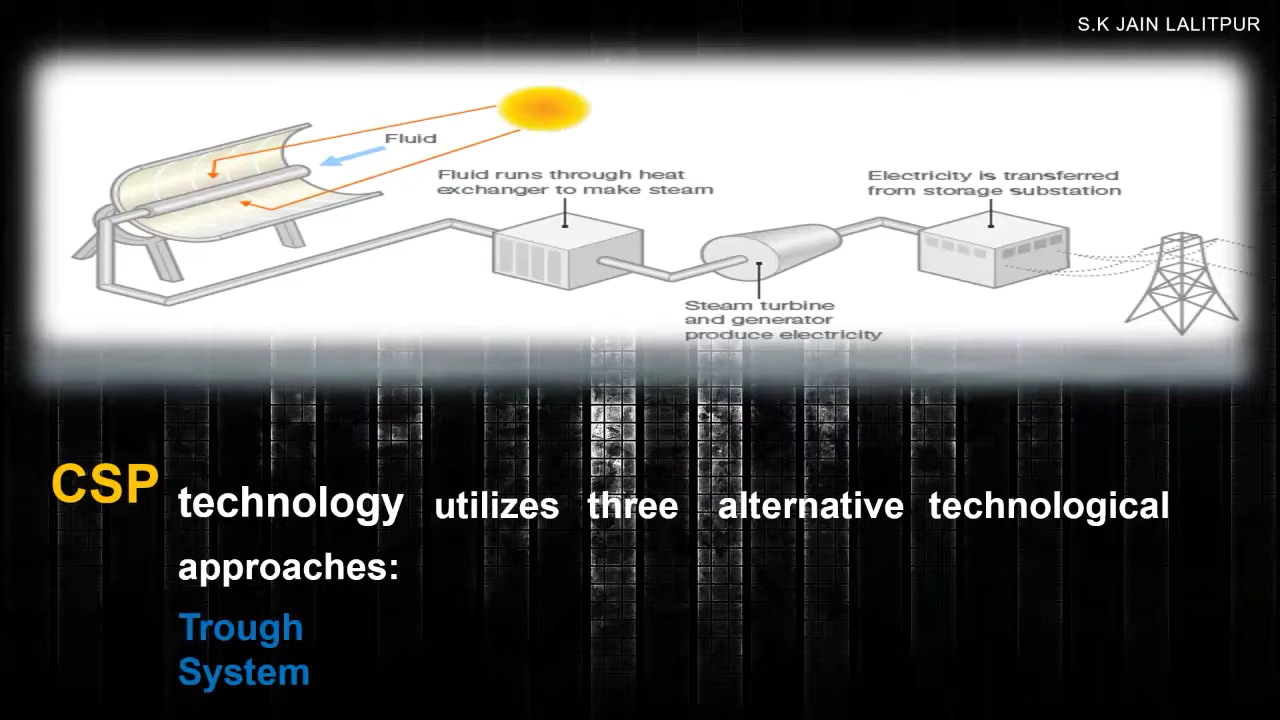 S.K JAIN LALITPUR
Fluid
Fluid runs through heat
exchanger to make steam
Electricity is transferred
from storage substation
Steam turbine
and generator
produce electricity
CSP technology utilizes three alternative technological
approaches:
Trough
System